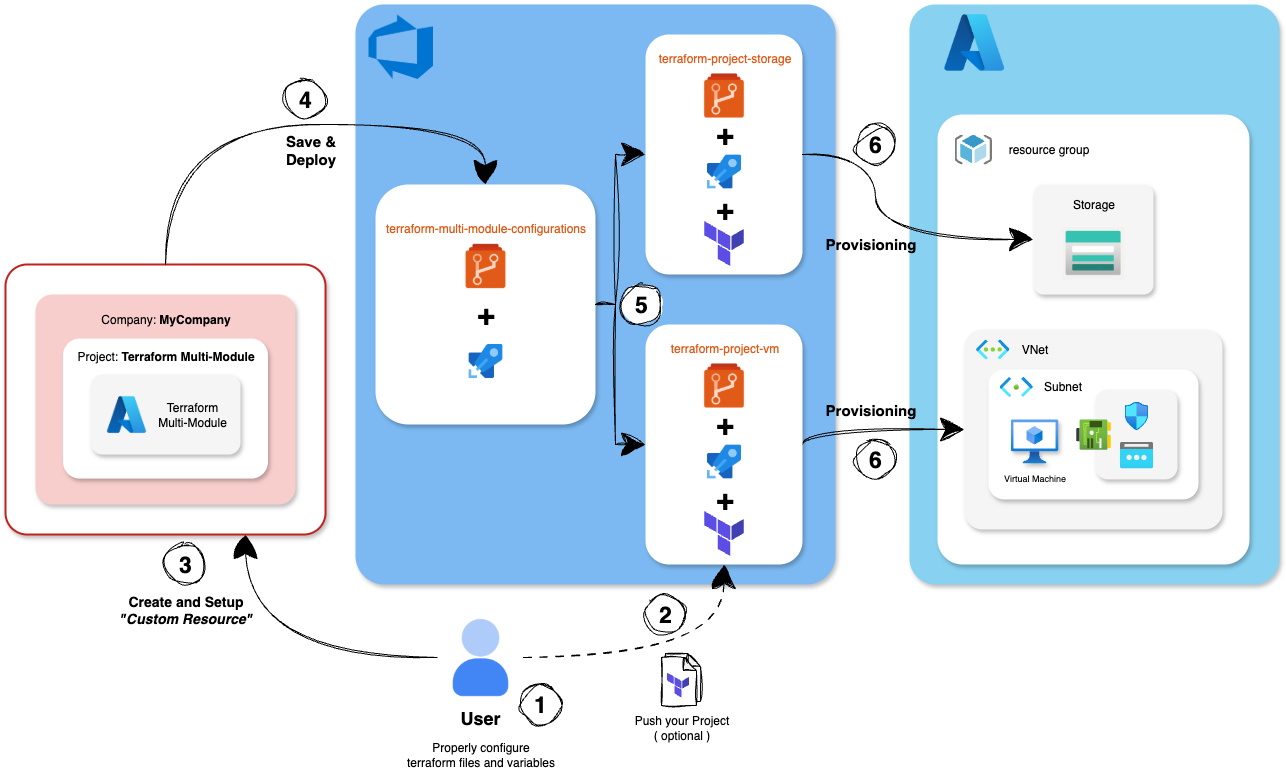 terraform-project-storage
4
Save &
Deploy
6
resource group
Storage
terraform-multi-module-configurations
Provisioning
Company: MyCompany
5
Project: Terraform Multi-Module
terraform-project-vm
VNet
Terraform
Multi-Module
Subnet
Provisioning
6
Virtual Machine
3
Create and Setup
"Custom Resource"
2
1
User
Push your Project
( optional )
Properly configure
terraform files and variables